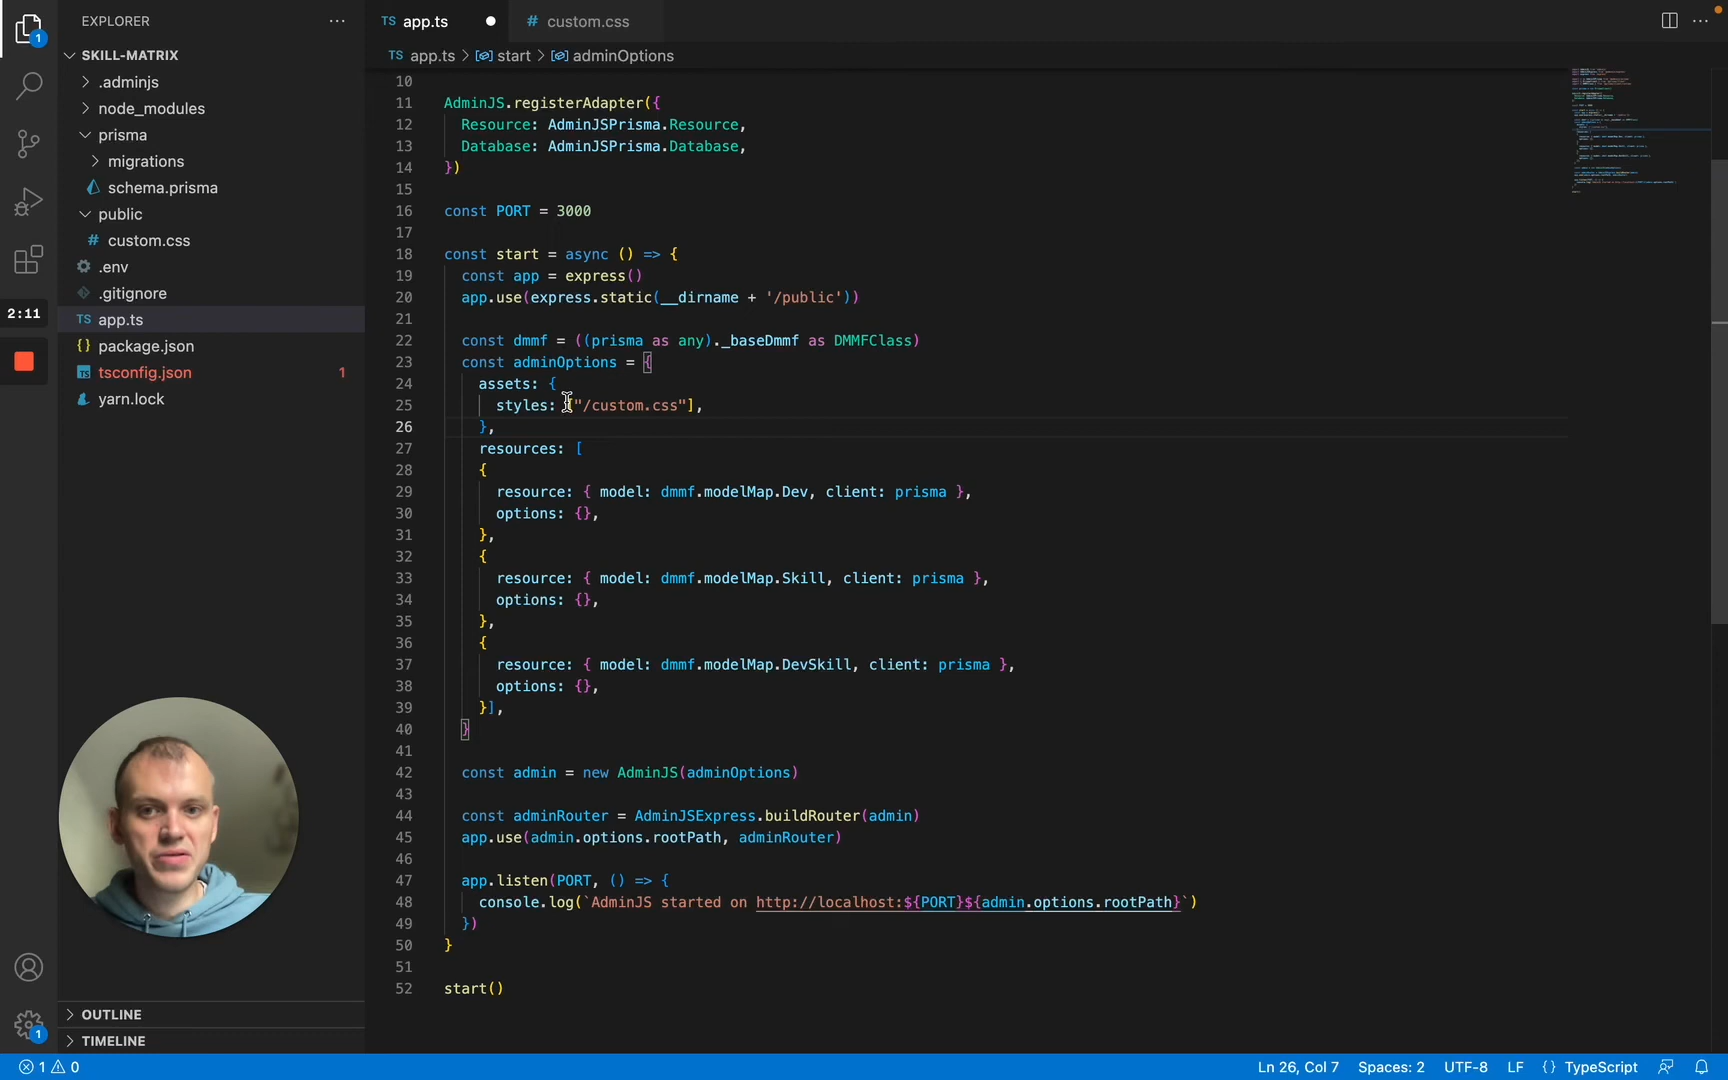 EXPLORER
SKILL-MATRIX
.adminjs
node_modules
prisma
migrations
schema.prisma
public
# custom.css
.env
.gitignore
TS app.ts
{} package.json
TS tsconfig.json 1
yarn.lock
OUTLINE
TIMELINE
1
2:11
1
TS app.ts
# custom.css
TS app.ts > start > adminOptions
10
11 AdminJS.registerAdapter({
12 Resource: AdminJSPrisma.Resource,
13 Database: AdminJSPrisma.Database,
14 })
15
16 const PORT = 3000
17
18 const start = async () => {
19 const app = express()
20 app.use(express.static(__dirname + '/public'))
21
22 const dmmf = ((prisma as any)._baseDmmf as DMMFClass)
23 const adminOptions = {
24 assets: {
25 styles: ["/custom.css"],
26 },
27 resources: [
28 {
29 resource: { model: dmmf.modelMap.Dev, client: prisma },
30 options: {},
31 },
32 {
33 resource: { model: dmmf.modelMap.Skill, client: prisma },
34 options: {},
35 },
36 {
37 resource: { model: dmmf.modelMap.DevSkill, client: prisma },
38 options: {},
39 }],
40 }
41
42 const admin = new AdminJS(adminOptions)
43
44 const adminRouter = AdminJSExpress.buildRouter(admin)
45 app.use(admin.options.rootPath, adminRouter)
46
47 app.listen(PORT, () => {
48 console.log(`AdminJS started on http://localhost:${PORT}${admin.options.rootPath}`)
49 })
50 }
51
52 start()
1 0
Ln 26, Col 7 Spaces: 2 UTF-8 LF {} TypeScript